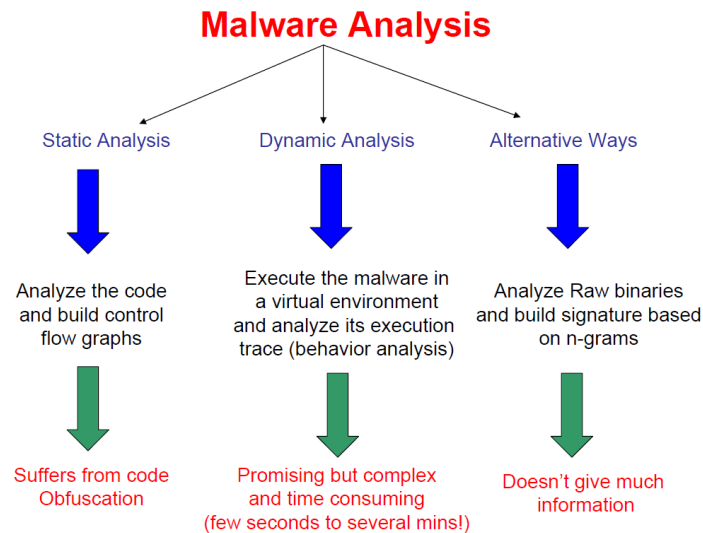 Malware Analysis
Static Analysis
Dynamic Analysis
Alternative Ways
Analyze the code
and build control
flow graphs
Execute the malware in
a virtual environment
and analyze its execution
trace (behavior analysis)
Analyze Raw binaries
and build signature based
on n-grams
Suffers from code
Obfuscation
Promising but complex
and time consuming
(few seconds to several mins!)
Doesn’t give much
information